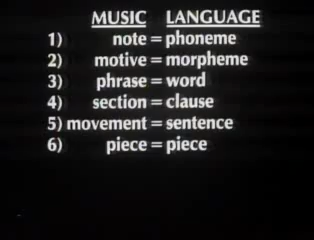 MUSIC LANGUAGE
1) note = phoneme
2) motive = morpheme
3) phrase = word
4) section = clause
5) movement = sentence
6) piece = piece